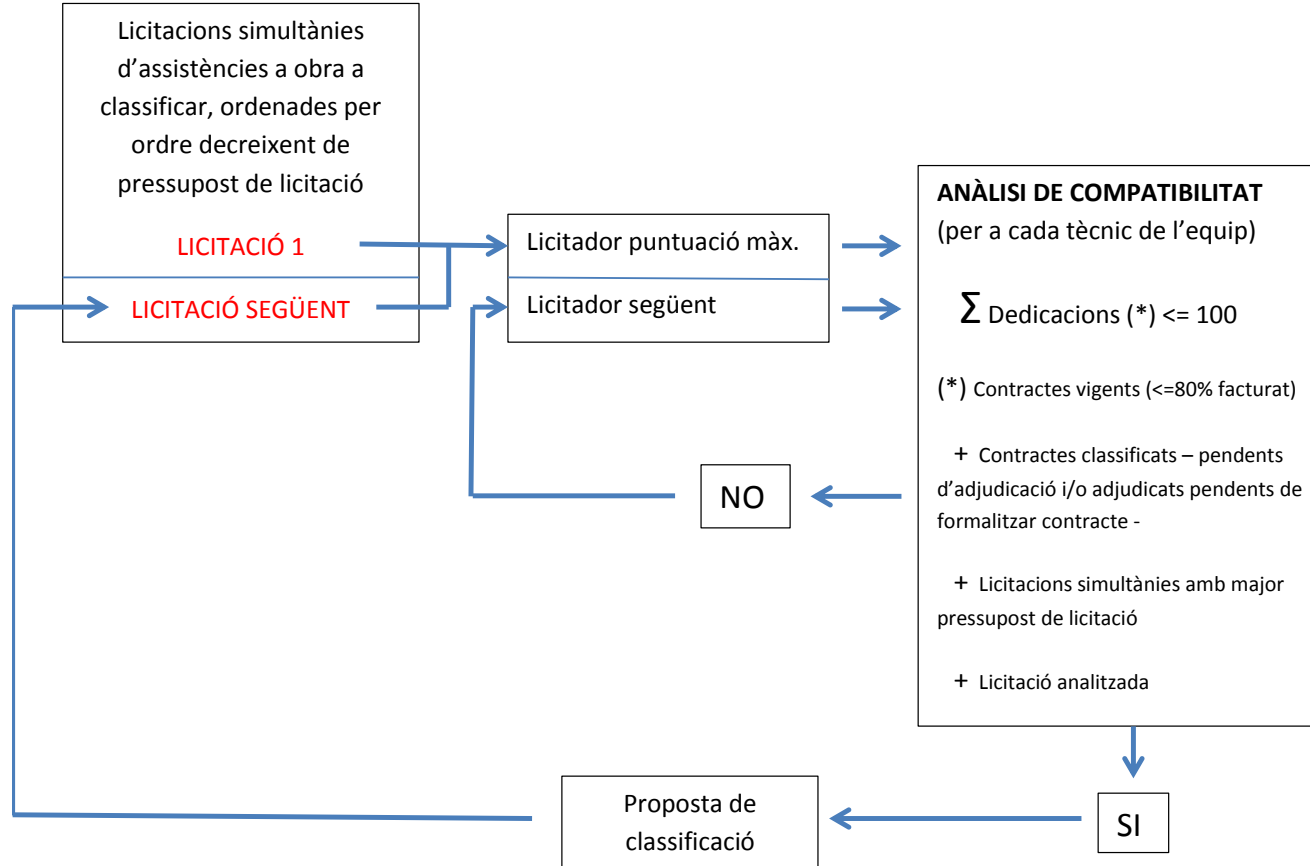 Licitacions simultànies
d’assistències a obra a
classificar, ordenades per
ordre decreixent de
pressupost de licitació
LICITACIÓ 1
LICITACIÓ SEGÜENT
Licitador puntuació màx.
Licitador següent
ANÀLISI DE COMPATIBILITAT
(per a cada tècnic de l’equip)
Σ Dedicacions (*) <= 100
(*) Contractes vigents (<=80% facturat)
+ Contractes classificats – pendents
d’adjudicació i/o adjudicats pendents de
formalitzar contracte -
+ Licitacions simultànies amb major
pressupost de licitació
+ Licitació analitzada
NO
SI
Proposta de
classificació